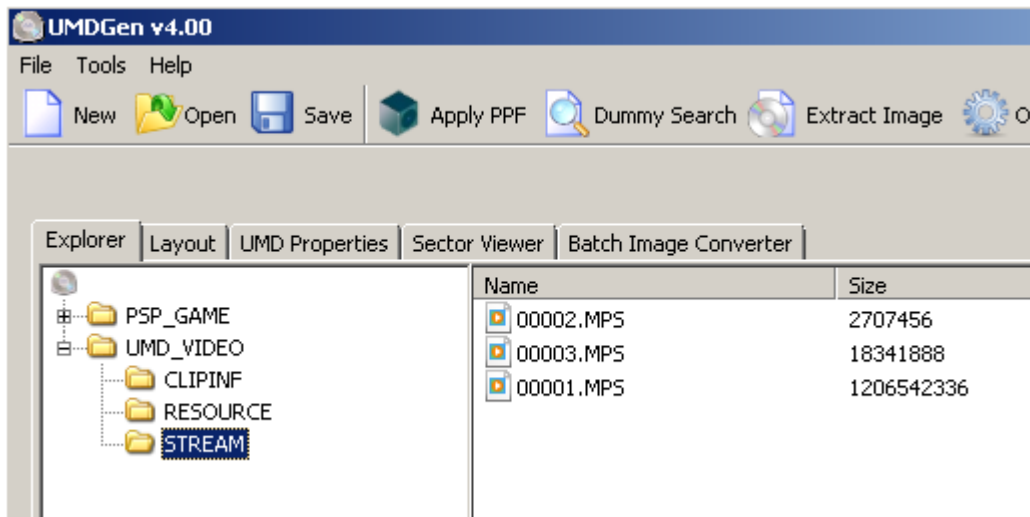 UMDGen v4.00
File Tools Help
New Open Save Apply PPF Dummy Search Extract Image
Explorer Layout UMD Properties Sector Viewer Batch Image Converter
Name Size
PSP_GAME 00002.MPS 2707456
UMD_VIDEO 00003.MPS 18341888
CLIPINF 00001.MPS 1206542336
RESOURCE
STREAM